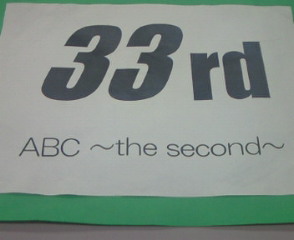 33rd
ABC ～the second～